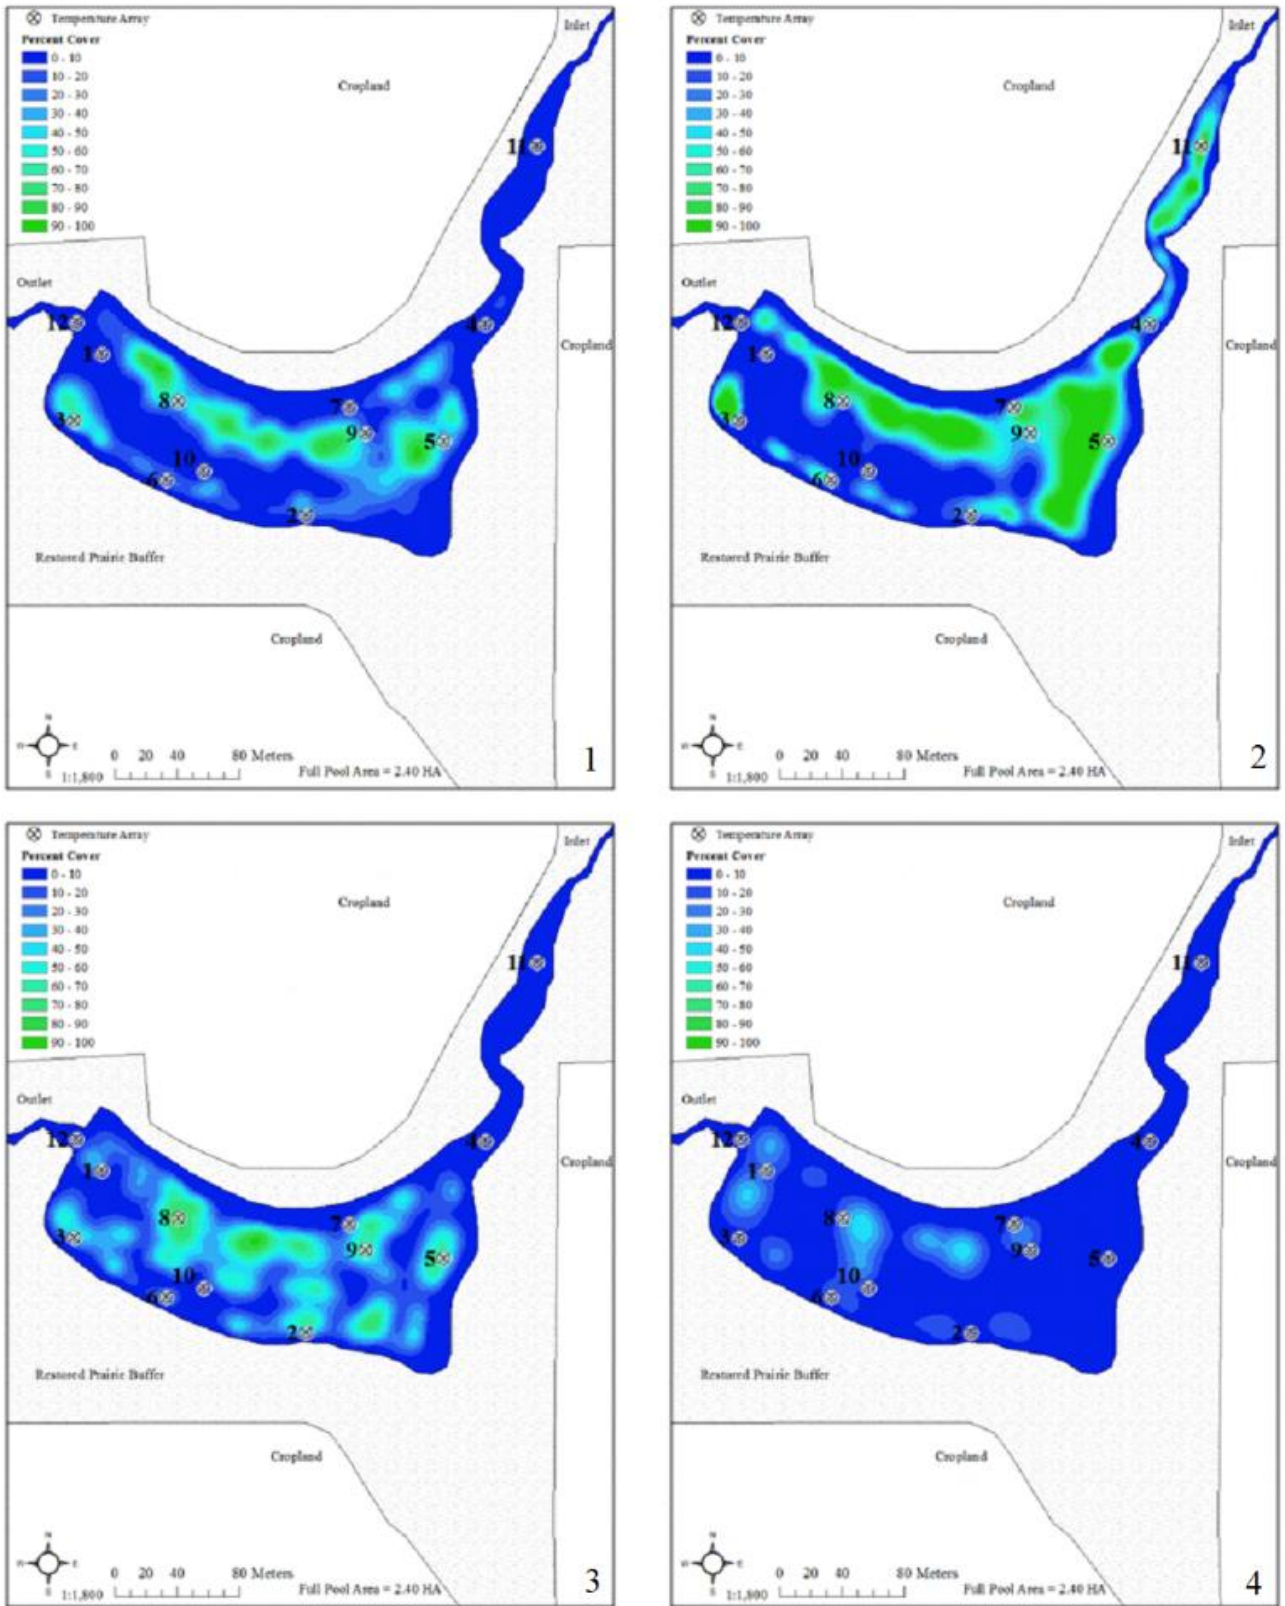 Temperature Array
Inlet
Percent Cover
0 - 10
10 - 20
20 - 30
30 - 40
40 - 50
50 - 60
60 - 70
70 - 80
80 - 90
90 - 100
Cropland
11
Outlet
12
4
Cropland
1
8
7
3
9
5
10
6
2
Restored Prairie Buffer
Cropland
N
W E
S
0 20 40 80 Meters
1:1,800
Full Pool Area = 2.40 HA
1
Temperature Array
Inlet
Percent Cover
0 - 10
10 - 20
20 - 30
30 - 40
40 - 50
50 - 60
60 - 70
70 - 80
80 - 90
90 - 100
Cropland
11
Outlet
12
4
Cropland
1
8
7
3
9
5
10
6
2
Restored Prairie Buffer
Cropland
N
W E
S
0 20 40 80 Meters
1:1,800
Full Pool Area = 2.40 HA
2
Temperature Array
Inlet
Percent Cover
0 - 10
10 - 20
20 - 30
30 - 40
40 - 50
50 - 60
60 - 70
70 - 80
80 - 90
90 - 100
Cropland
11
Outlet
12
4
Cropland
1
8
7
3
9
5
10
6
2
Restored Prairie Buffer
Cropland
N
W E
S
0 20 40 80 Meters
1:1,800
Full Pool Area = 2.40 HA
3
Temperature Array
Inlet
Percent Cover
0 - 10
10 - 20
20 - 30
30 - 40
40 - 50
50 - 60
60 - 70
70 - 80
80 - 90
90 - 100
Cropland
11
Outlet
12
4
Cropland
1
8
7
3
9
5
10
6
2
Restored Prairie Buffer
Cropland
N
W E
S
0 20 40 80 Meters
1:1,800
Full Pool Area = 2.40 HA
4